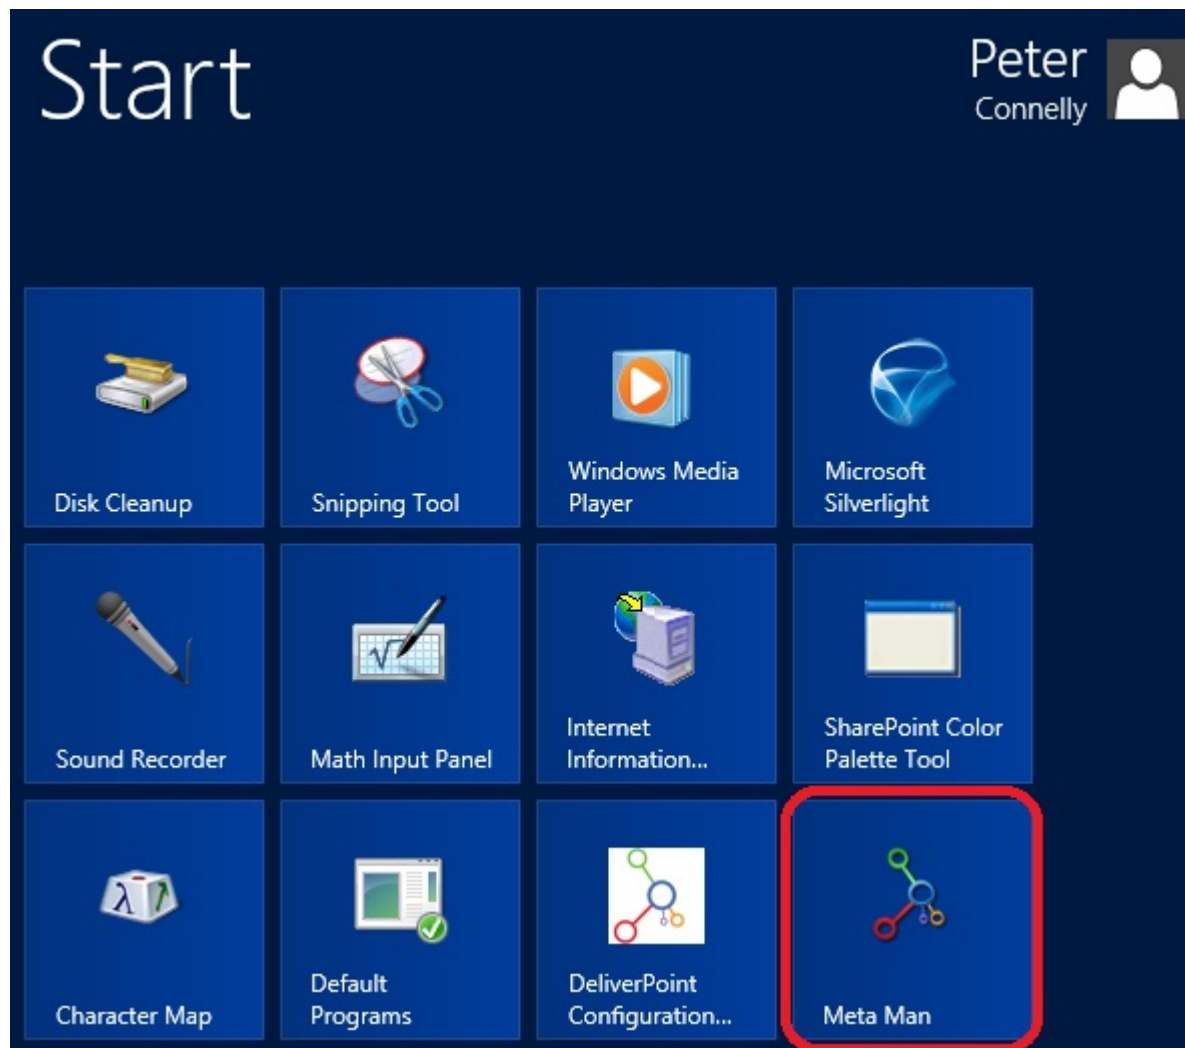 Start
Peter
Connelly
Disk Cleanup
Snipping Tool
Windows Media
Player
Microsoft
Silverlight
Sound Recorder
Math Input Panel
Internet
Information...
SharePoint Color
Palette Tool
Character Map
Default
Programs
DeliverPoint
Configuration...
Meta Man